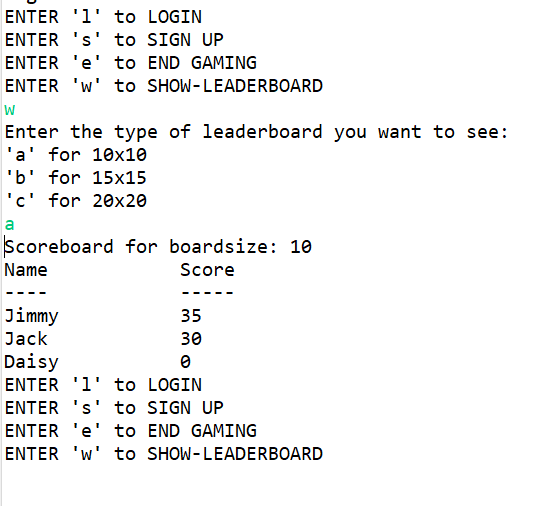 ENTER 'l' to LOGIN
ENTER 's' to SIGN UP
ENTER 'e' to END GAMING
ENTER 'w' to SHOW-LEADERBOARD
w
Enter the type of leaderboard you want to see:
'a' for 10x10
'b' for 15x15
'c' for 20x20
a
Scoreboard for boardsize: 10
Name Score
---- -----
Jimmy 35
Jack 30
Daisy 0
ENTER 'l' to LOGIN
ENTER 's' to SIGN UP
ENTER 'e' to END GAMING
ENTER 'w' to SHOW-LEADERBOARD